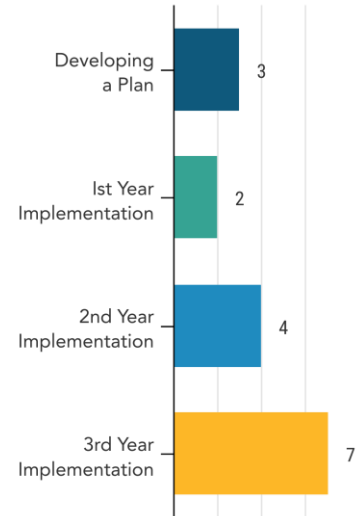 Developing
a Plan
3
Ist Year
Implementation
2
2nd Year
Implementation
4
3rd Year
Implementation
7